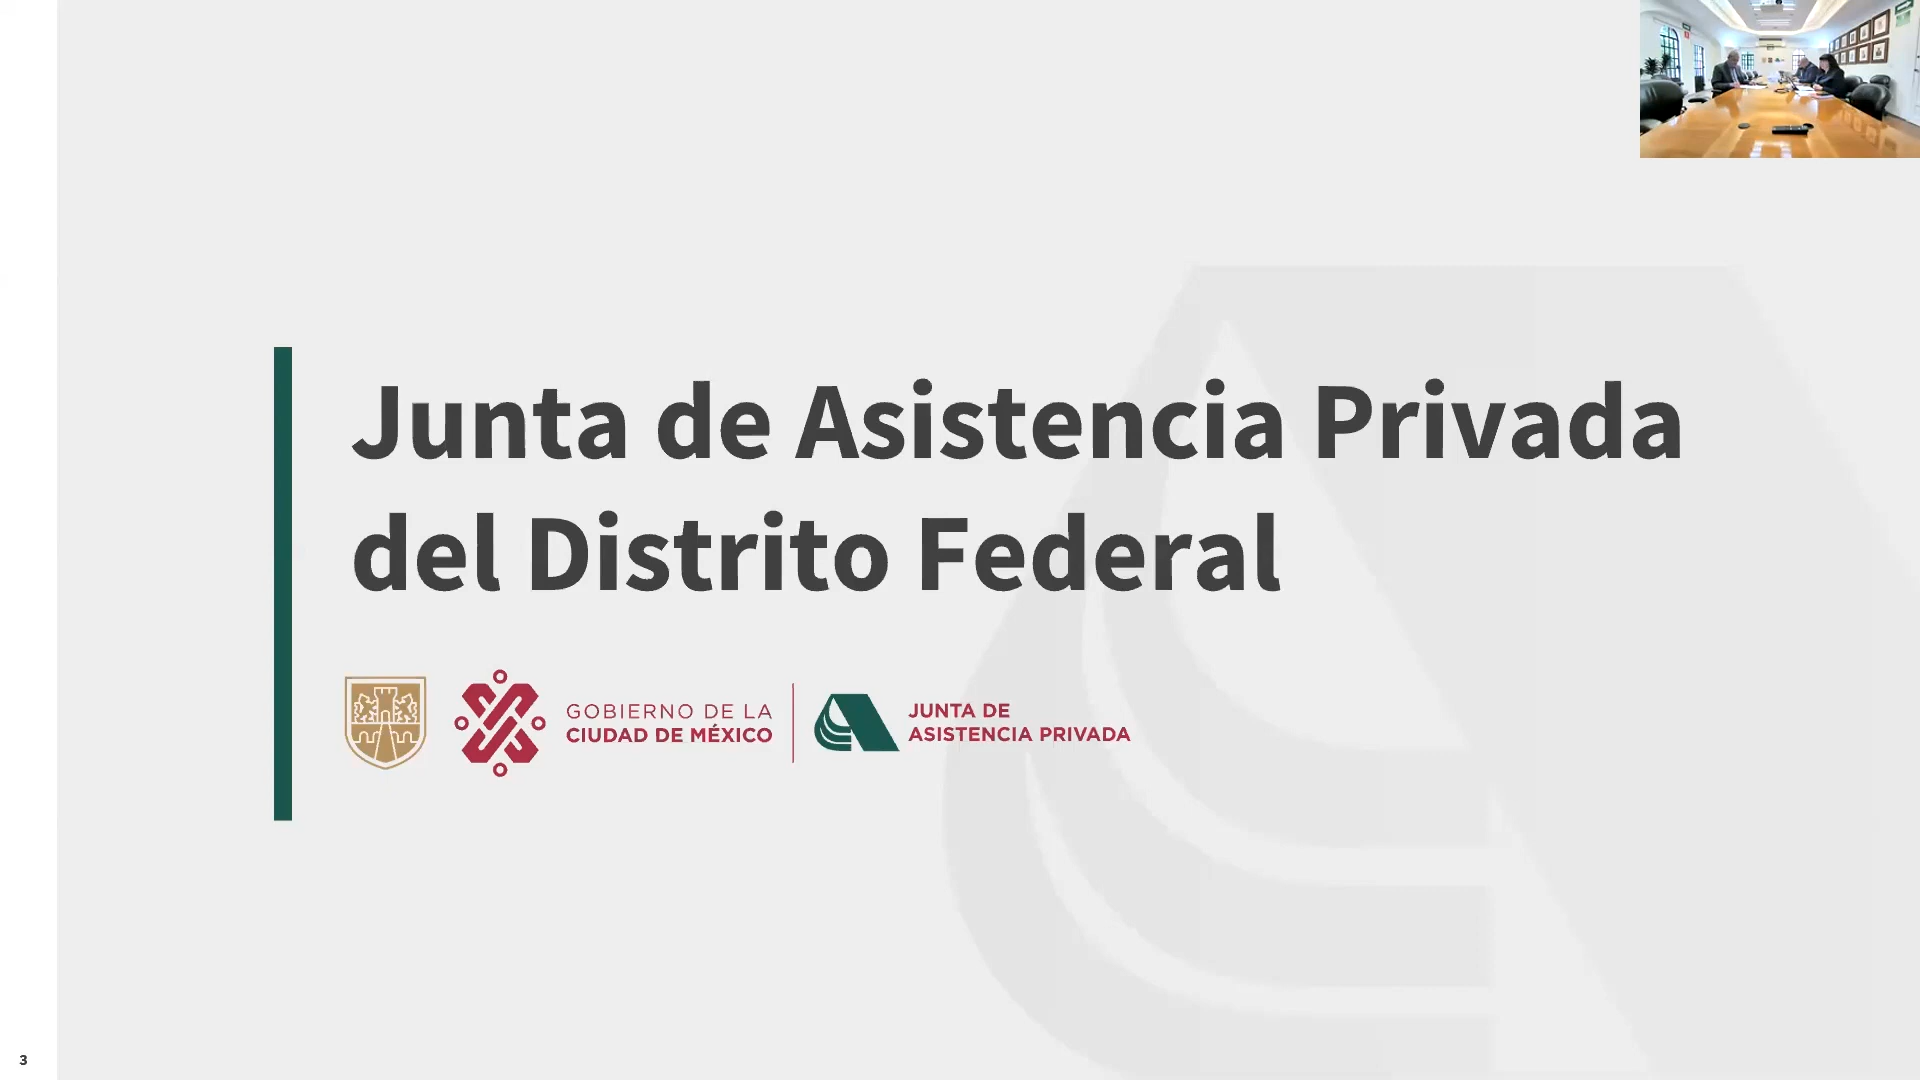 Junta de Asistencia Privada
del Distrito Federal
GOBIERNO DE LA
CIUDAD DE MÉXICO
JUNTA DE
ASISTENCIA PRIVADA
3